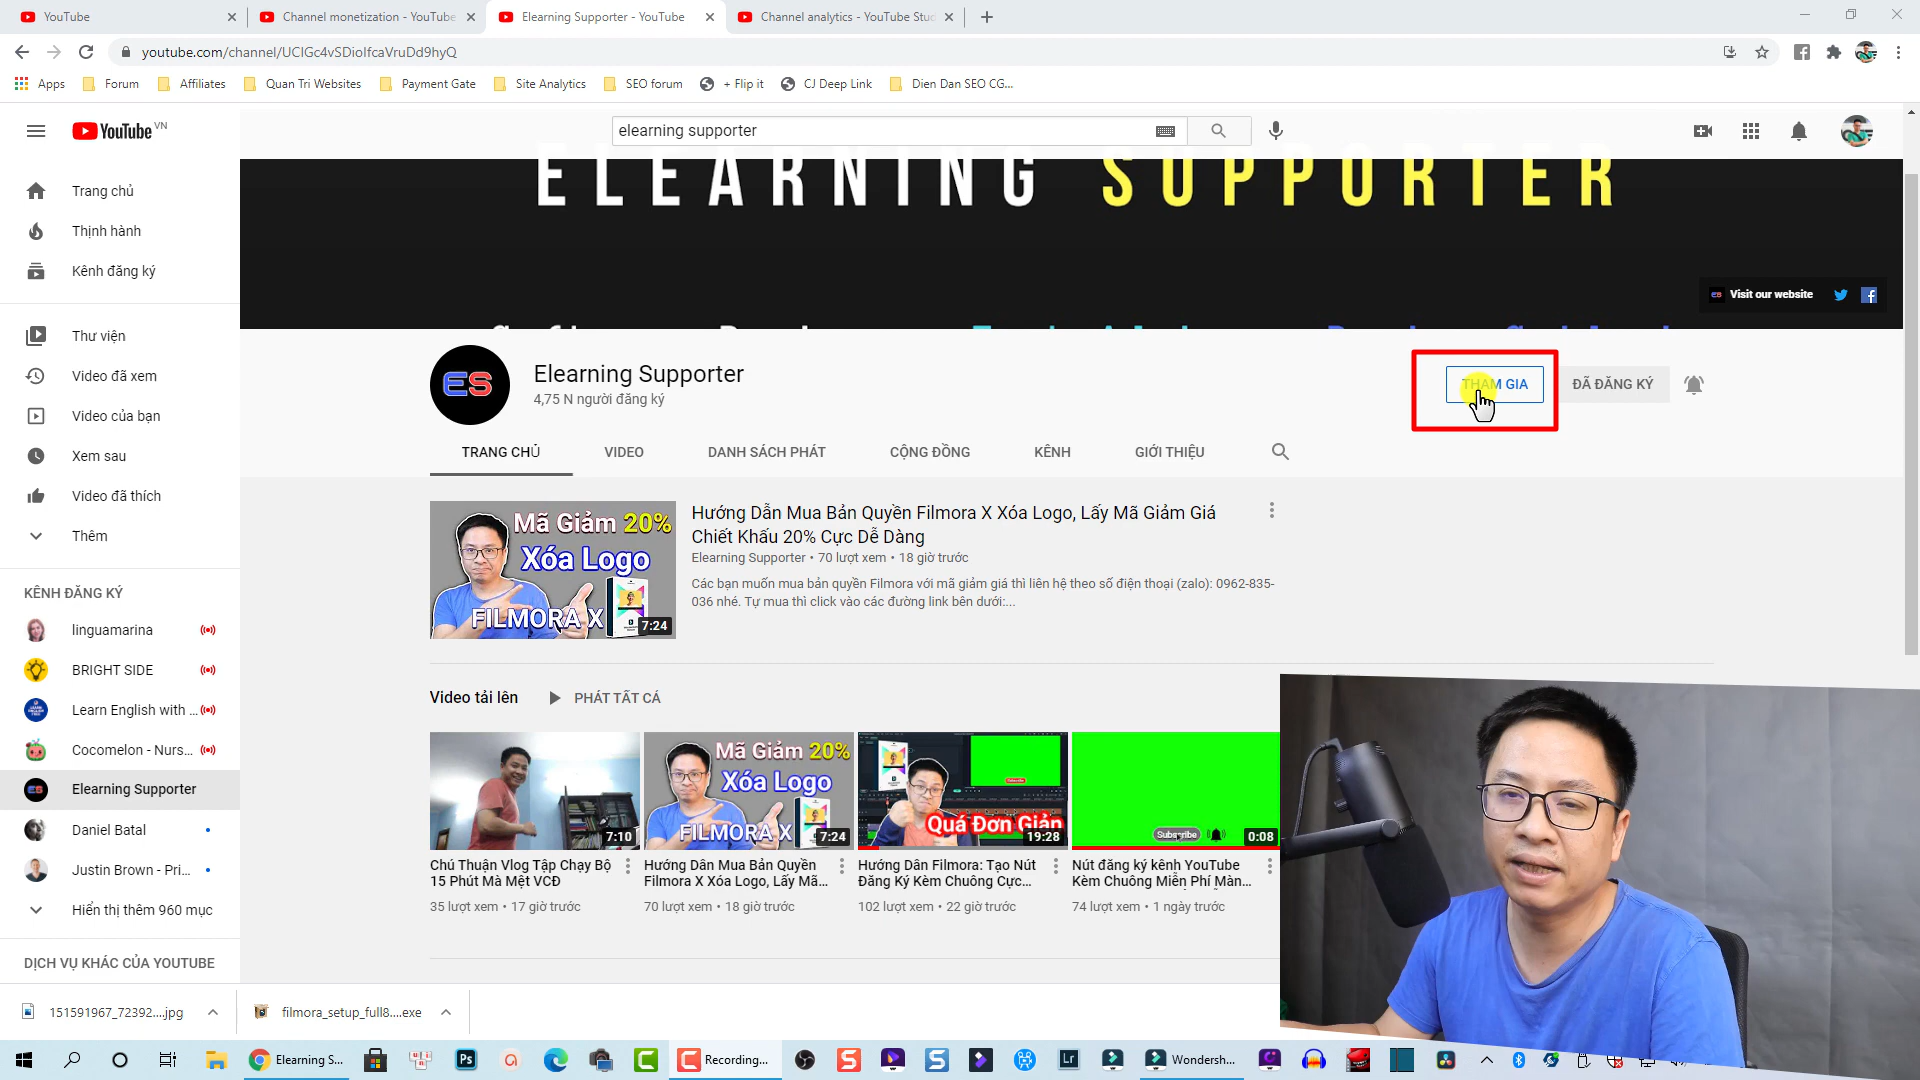 YouTube
Channel monetization - YouTube
Elearning Supporter - YouTube
Channel analytics - YouTube Stu
youtube.com/channel/UCIGc4vSDioIfcaVruDd9hyQ
Apps
Forum
Affiliates
Quan Tri Websites
Payment Gate
Site Analytics
SEO forum
+ Flip it
CJ Deep Link
Dien Dan SEO CG...
YouTube VN
elearning supporter
ELEARNING SUPPORTER
Visit our website
Trang chủ
Thịnh hành
Kênh đăng ký
Thư viện
Video đã xem
Video của bạn
Xem sau
Video đã thích
Thêm
KÊNH ĐĂNG KÝ
linguamarina
BRIGHT SIDE
Learn English with ...
Cocomelon - Nurs...
Elearning Supporter
Daniel Batal
Justin Brown - Pri...
Hiển thị thêm 960 mục
DỊCH VỤ KHÁC CỦA YOUTUBE
ES
Elearning Supporter
4,75 N người đăng ký
THAM GIA
ĐÃ ĐĂNG KÝ
TRANG CHỦ
VIDEO
DANH SÁCH PHÁT
CỘNG ĐỒNG
KÊNH
GIỚI THIỆU
Mã Giảm 20%
Xóa Logo
FILMORA X
7:24
Hướng Dẫn Mua Bản Quyền Filmora X Xóa Logo, Lấy Mã Giảm Giá
Chiết Khấu 20% Cực Dễ Dàng
Elearning Supporter • 70 lượt xem • 18 giờ trước
Các bạn muốn mua bản quyền Filmora với mã giảm giá thì liên hệ theo số điện thoại (zalo): 0962-835-
036 nhé. Tự mua thì click vào các đường link bên dưới:...
Video tải lên
PHÁT TẤT CẢ
7:10
Chú Thuận Vlog Tập Chạy Bộ
15 Phút Mà Mệt VCĐ
35 lượt xem • 17 giờ trước
Mã Giảm 20%
Xóa Logo
FILMORA X
7:24
Hướng Dẫn Mua Bản Quyền
Filmora X Xóa Logo, Lấy Mã...
70 lượt xem • 18 giờ trước
Quá Đơn Giản
19:28
Hướng Dẫn Filmora: Tạo Nút
Đăng Ký Kèm Chuông Cực...
102 lượt xem • 22 giờ trước
Subscribe
0:08
Nút đăng ký kênh YouTube
Kèm Chuông Miễn Phí Màn...
74 lượt xem • 1 ngày trước
151591967_72392....jpg
filmora_setup_full8....exe
Elearning S...
Ps
Recording...
Lr
Wondersh...